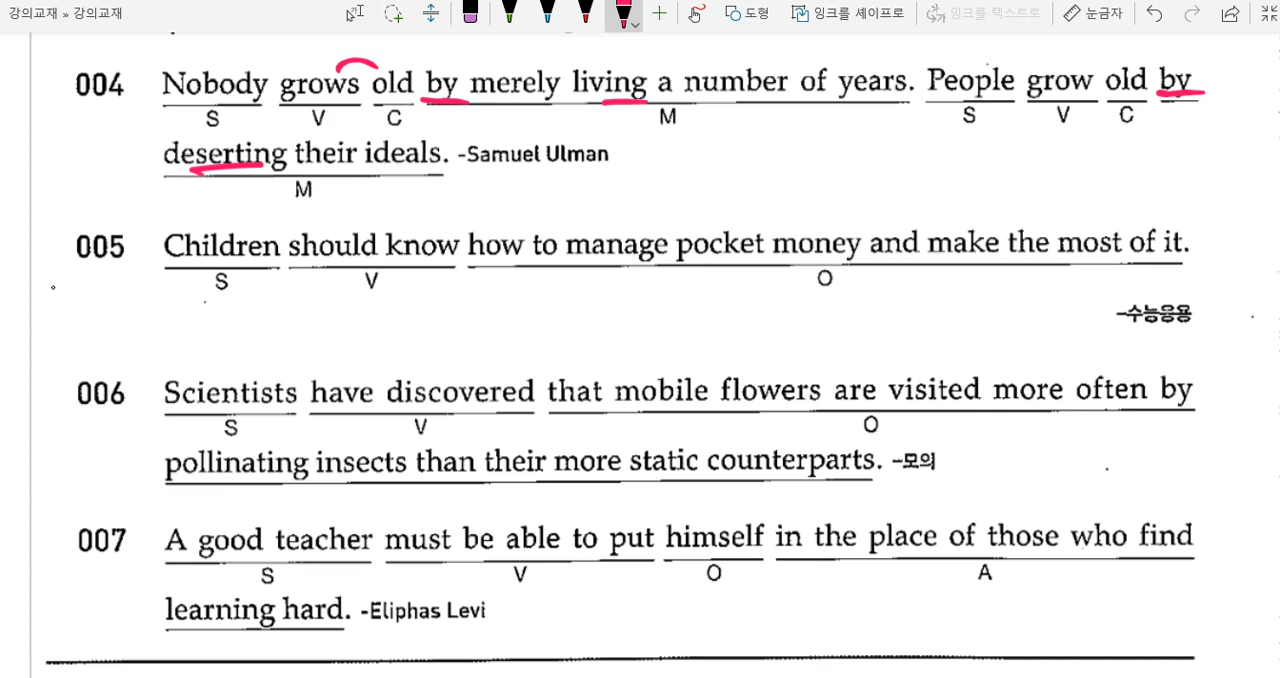 강의교재 » 강의교재 도형 잉크를 셰이프로 잉크를 텍스트로 눈금자
004 Nobody grows old by merely living a number of years. People grow old by
S V C M S V C
deserting their ideals. -Samuel Ulman
M
005 Children should know how to manage pocket money and make the most of it.
S V O
-수능응용
006 Scientists have discovered that mobile flowers are visited more often by
S V O
pollinating insects than their more static counterparts. -모의
007 A good teacher must be able to put himself in the place of those who find
S V O A
learning hard. -Eliphas Levi